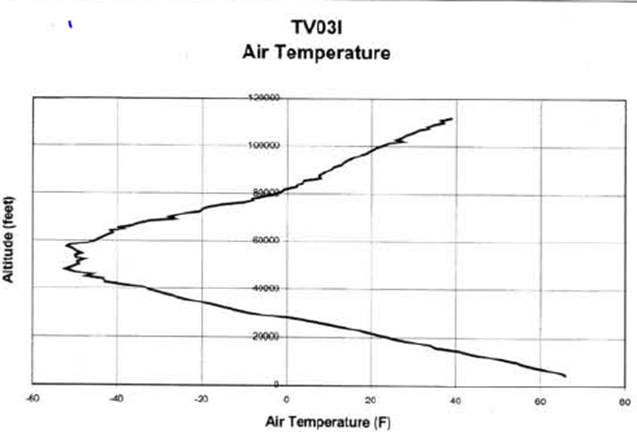 TV03I
Air Temperature
120000
100000
80000
60000
40000
20000
0
-60 -40 -20 0 20 40 60 80
Altitude (feet)
Air Temperature (F)